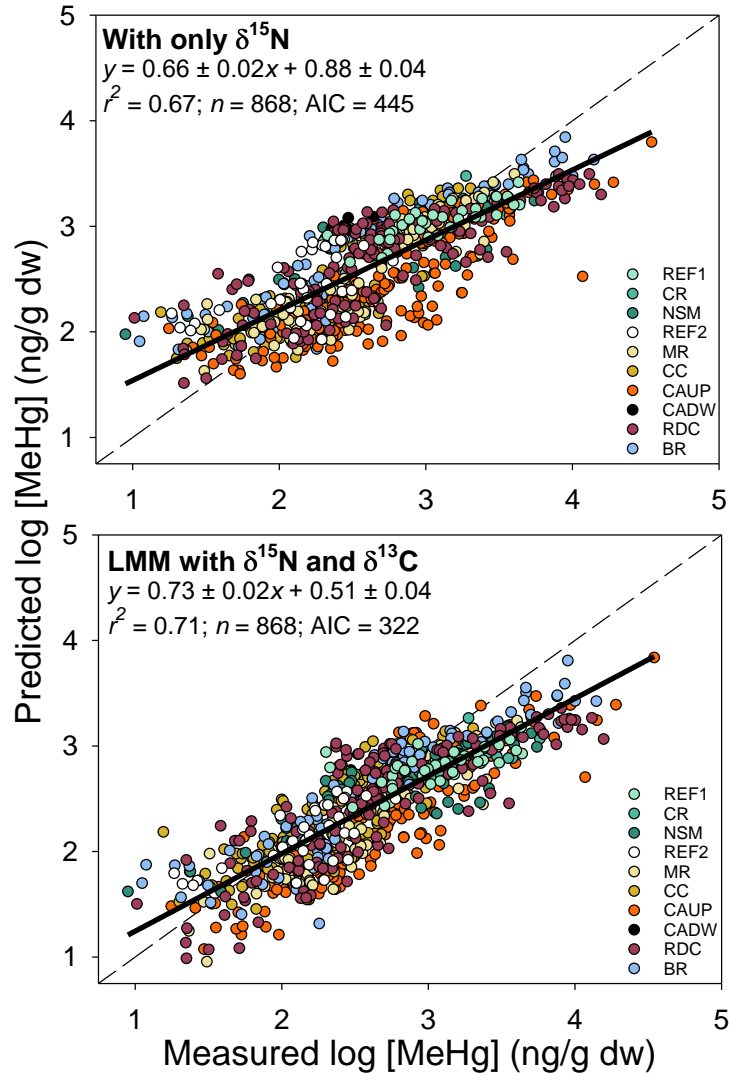 Predicted log [MeHg] (ng/g dw)
With only δ¹⁵N
y = 0.66 ± 0.02x + 0.88 ± 0.04
r² = 0.67; n = 868; AIC = 445
5
4
3
2
1
REF1
CR
NSM
REF2
MR
CC
CAUP
CADW
RDC
BR
1 2 3 4 5
LMM with δ¹⁵N and δ¹³C
y = 0.73 ± 0.02x + 0.51 ± 0.04
r² = 0.71; n = 868; AIC = 322
5
4
3
2
1
REF1
CR
NSM
REF2
MR
CC
CAUP
CADW
RDC
BR
1 2 3 4 5
Measured log [MeHg] (ng/g dw)